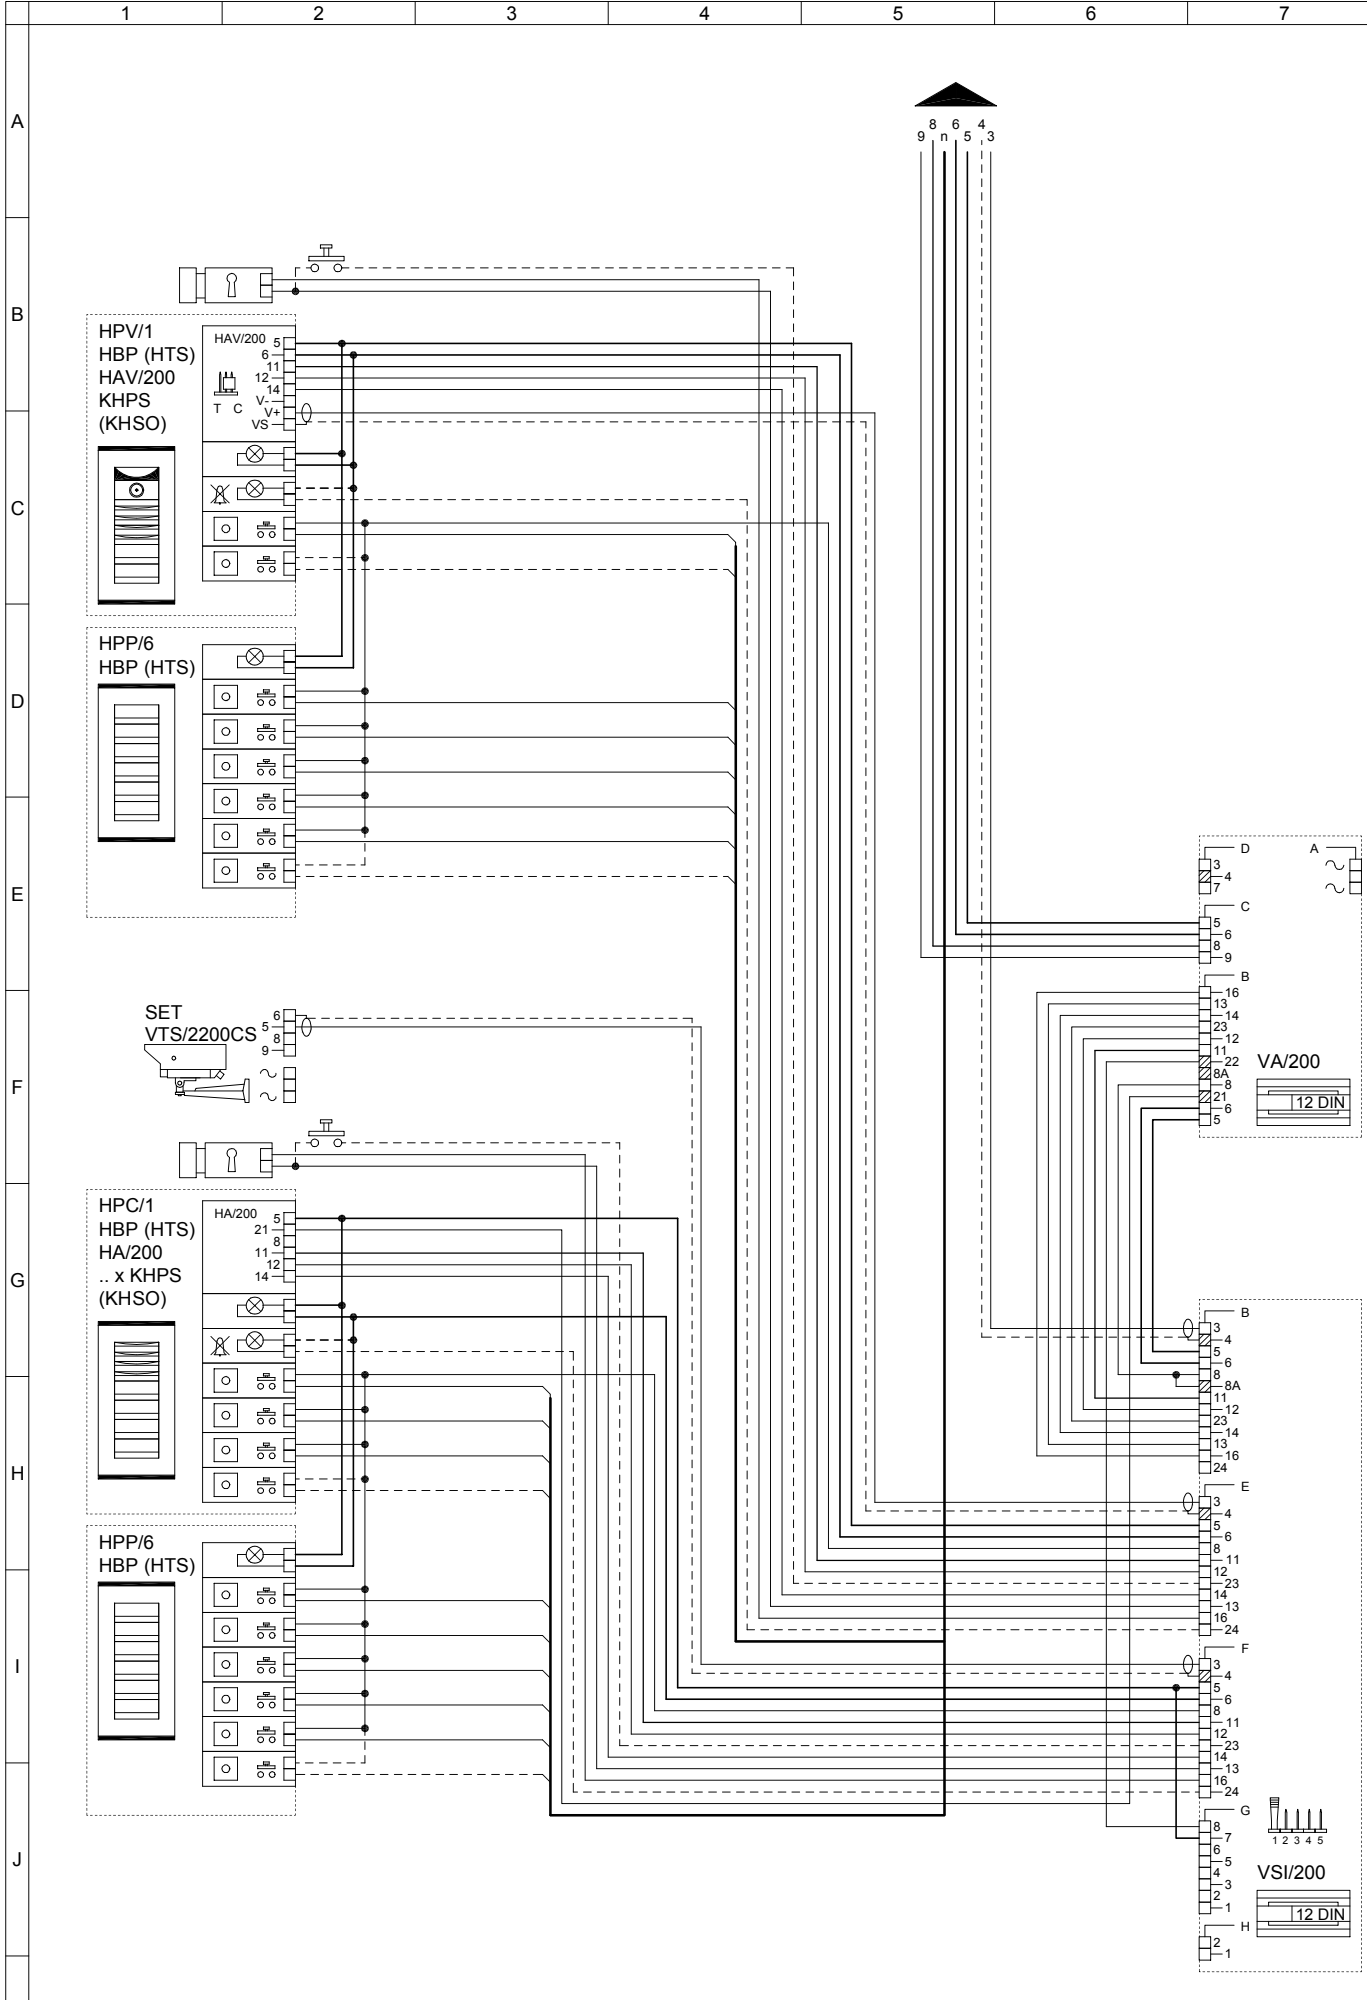 1 2 3 4 5 6 7
A
B
C
D
E
F
G
H
I
J
9 8 n 6 5 4 3
HPV/1
HBP (HTS)
HAV/200
KHPS
(KHSO)
HAV/200
T C
5
6
11
12
14
V-
V+
VS
HPP/6
HBP (HTS)
SET
VTS/2200CS
6
5
8
9
HPC/1
HBP (HTS)
HA/200
.. x KHPS
(KHSO)
HA/200
5
21
8
11
12
14
HPP/6
HBP (HTS)
D
3
4
7
A
C
5
6
8
9
B
16
13
14
23
12
11
22
8A
8
21
6
5
VA/200
12 DIN
B
3
4
5
6
8
8A
11
12
23
14
13
16
24
E
3
4
5
6
8
11
12
23
14
13
16
24
F
3
4
5
6
8
11
12
23
14
13
16
24
G
8
7
6
5
4
3
2
1
1 2 3 4 5
VSI/200
12 DIN
H
2
1